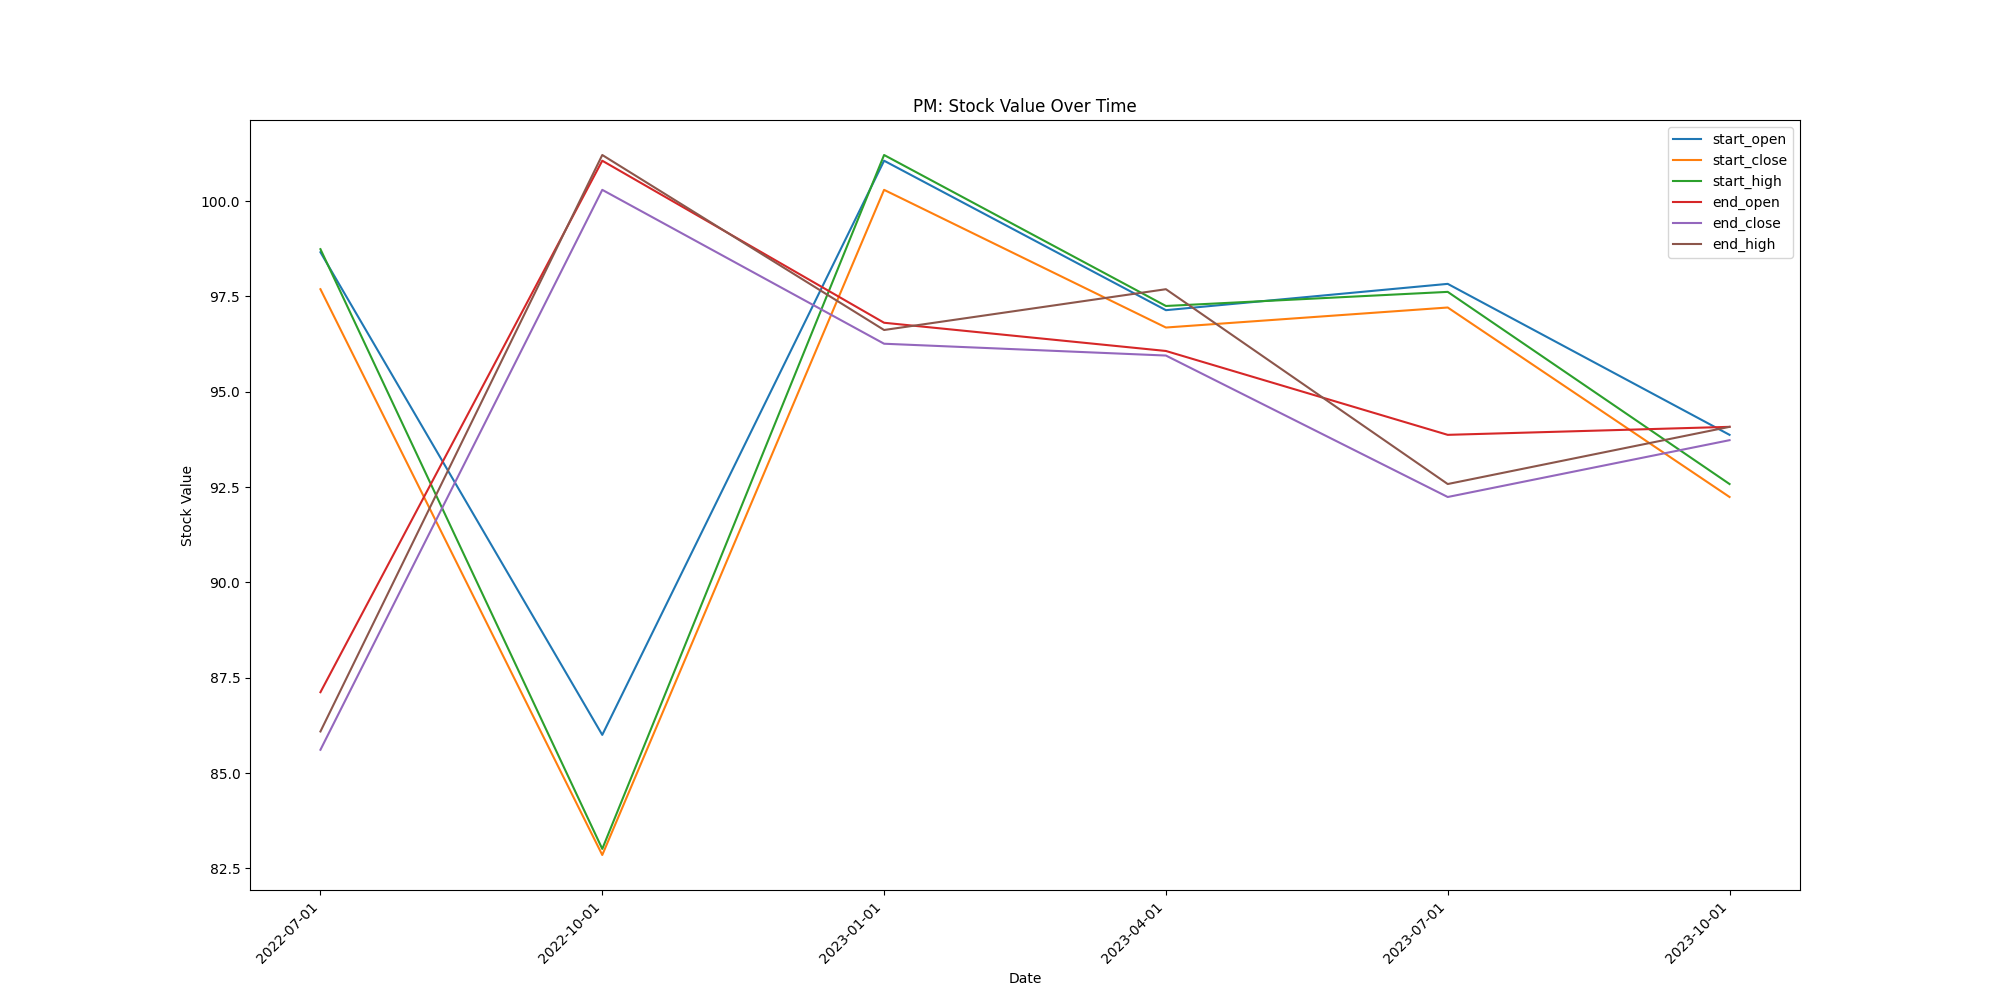 PM: Stock Value Over Time
start_open
start_close
start_high
end_open
end_close
end_high
Stock Value
100.0
97.5
95.0
92.5
90.0
87.5
85.0
82.5
2022-07-01
2022-10-01
2023-01-01
2023-04-01
2023-07-01
2023-10-01
Date